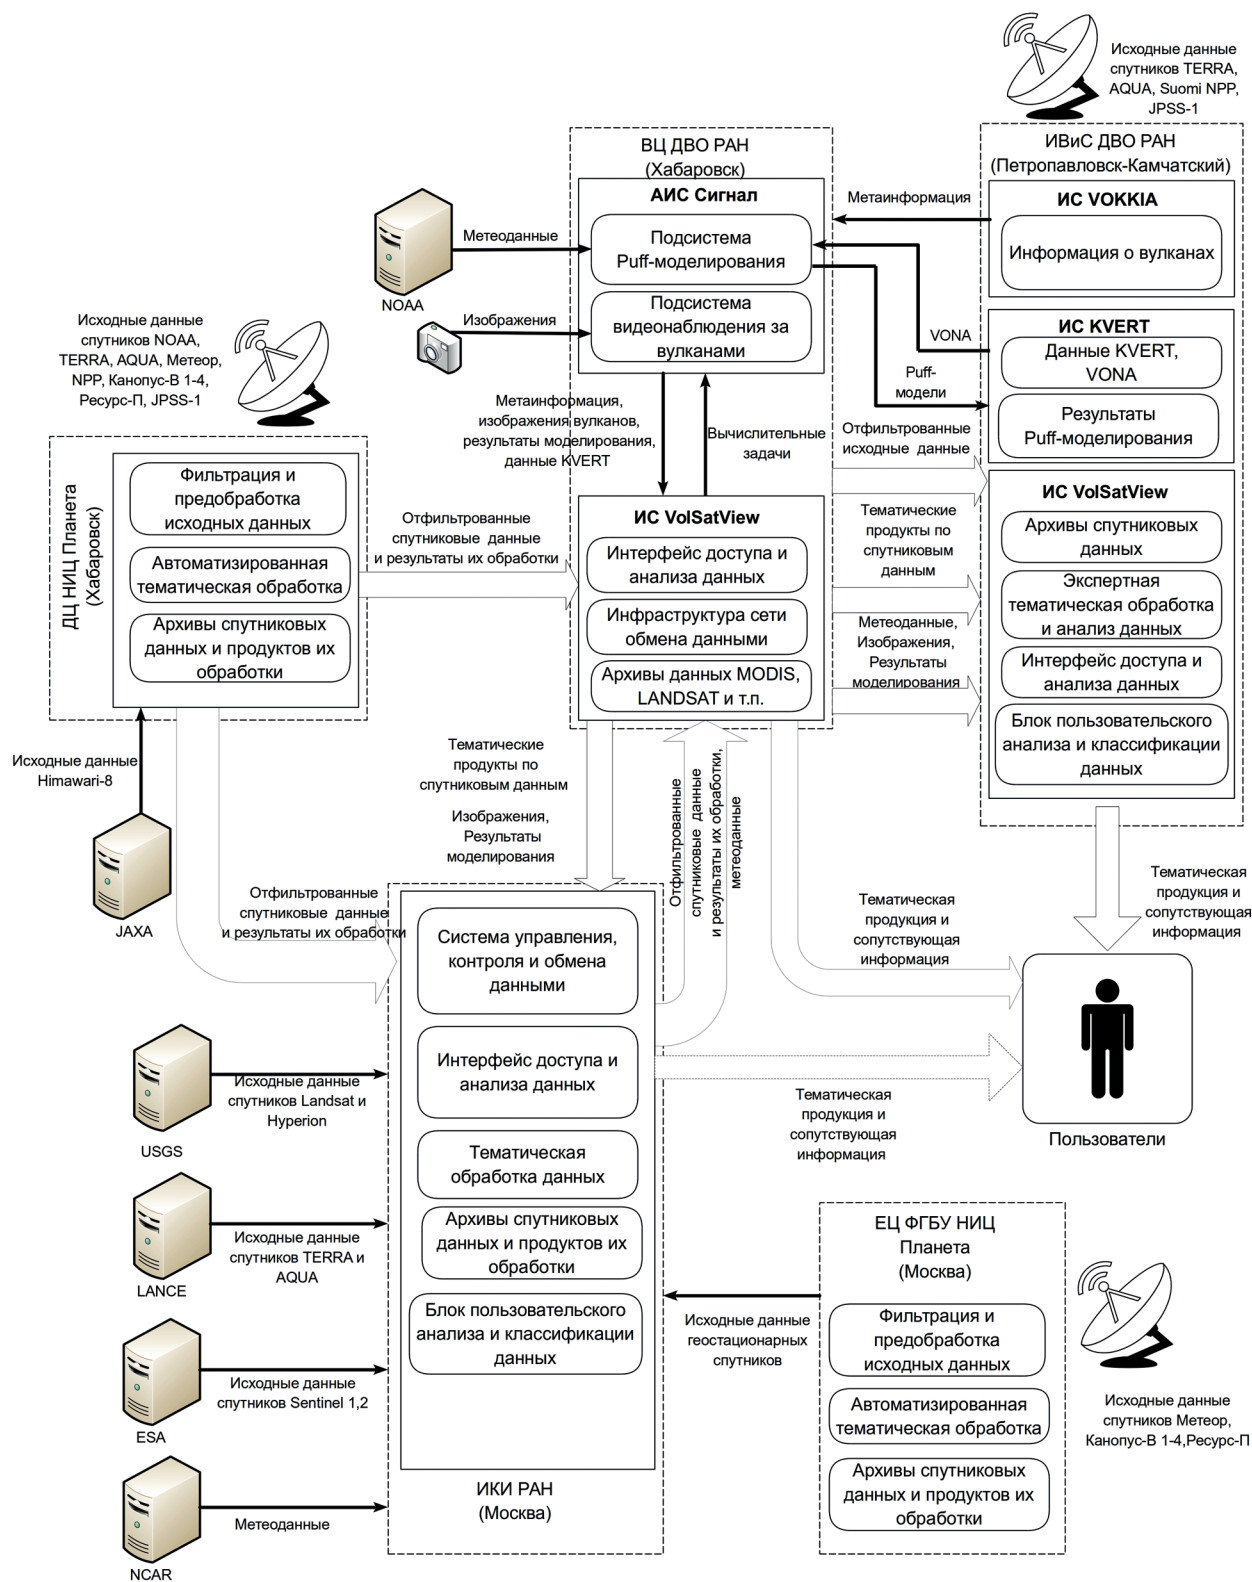 Исходные данные
спутников TERRA,
AQUA, Suomi NPP,
JPSS-1
ВЦ ДВО РАН
(Хабаровск)
АИС Сигнал
Подсистема
Puff-моделирования
Подсистема
видеонаблюдения за
вулканами
ИВиС ДВО РАН
(Петропавловск-Камчатский)
ИС VOKKIA
Информация о вулканах
ИС KVERT
Данные KVERT,
VONA
Результаты
Puff-моделирования
Метаинформация
VONA
Puff-
модели
Метеоданные
NOAA
Изображения
Исходные данные
спутников NOAA,
TERRA, AQUA, Метеор,
NPP, Канопус-В 1-4,
Ресурс-П, JPSS-1
Метаинформация,
изображения вулканов,
результаты моделирования,
данные KVERT
Вычислительные
задачи
Отфильтрованные
исходные данные
ДЦ НИЦ Планета
(Хабаровск)
Фильтрация и
предобработка
исходных данных
Автоматизированная
тематическая обработка
Архивы спутниковых
данных и продуктов их
обработки
Отфильтрованные
спутниковые данные
и результаты их обработки
ИС VolSatView
Интерфейс доступа и
анализа данных
Инфраструктура сети
обмена данными
Архивы данных MODIS,
LANDSAT и т.п.
Тематические
продукты по
спутниковым
данным
Метеоданные,
Изображения,
Результаты
моделирования
ИС VolSatView
Архивы спутниковых
данных
Экспертная
тематическая обработка
и анализ данных
Интерфейс доступа и
анализа данных
Блок пользовательского
анализа и классификации
данных
Исходные данные
Himawari-8
JAXA
Тематические
продукты по
спутниковым данным
Изображения,
Результаты
моделирования
Отфильтрованные
спутниковые данные
и результаты их обработки,
метеоданные
Отфильтрованные
спутниковые данные
и результаты их обработки
Тематическая
продукция и
сопутствующая
информация
Тематическая
продукция и
сопутствующая
информация
Система управления,
контроля и обмена
данными
Интерфейс доступа и
анализа данных
Тематическая
обработка данных
Архивы спутниковых
данных и продуктов их
обработки
Блок пользовательского
анализа и классификации
данных
ИКИ РАН
(Москва)
Исходные данные
спутников Landsat и
Hyperion
USGS
Исходные данные
спутников TERRA и
AQUA
LANCE
Исходные данные
спутников Sentinel 1,2
ESA
Метеоданные
NCAR
Тематическая
продукция и
сопутствующая
информация
Пользователи
Исходные данные
геостационарных
спутников
ЕЦ ФГБУ НИЦ
Планета
(Москва)
Фильтрация и
предобработка
исходных данных
Автоматизированная
тематическая обработка
Архивы спутниковых
данных и продуктов их
обработки
Исходные данные
спутников Метеор,
Канопус-В 1-4,Ресурс-П